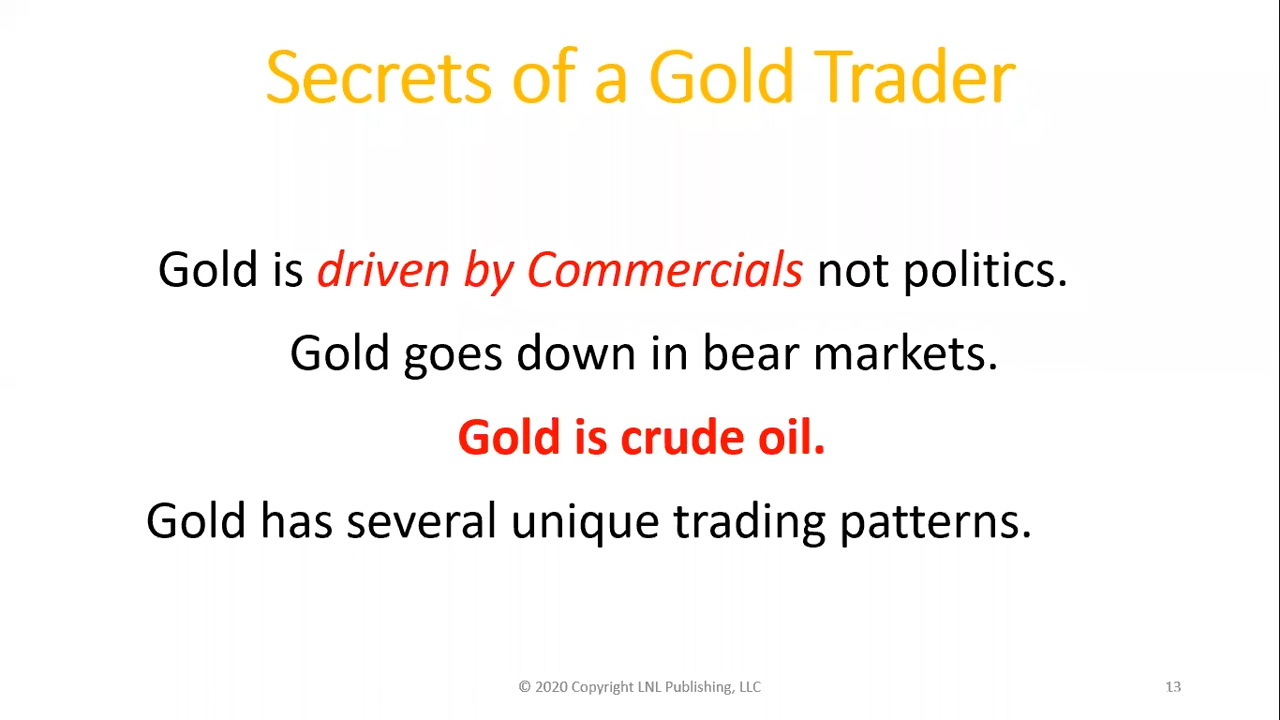 Secrets of a Gold Trader
Gold is driven by Commercials not politics.
Gold goes down in bear markets.
Gold is crude oil.
Gold has several unique trading patterns.
© 2020 Copyright LNL Publishing, LLC
13